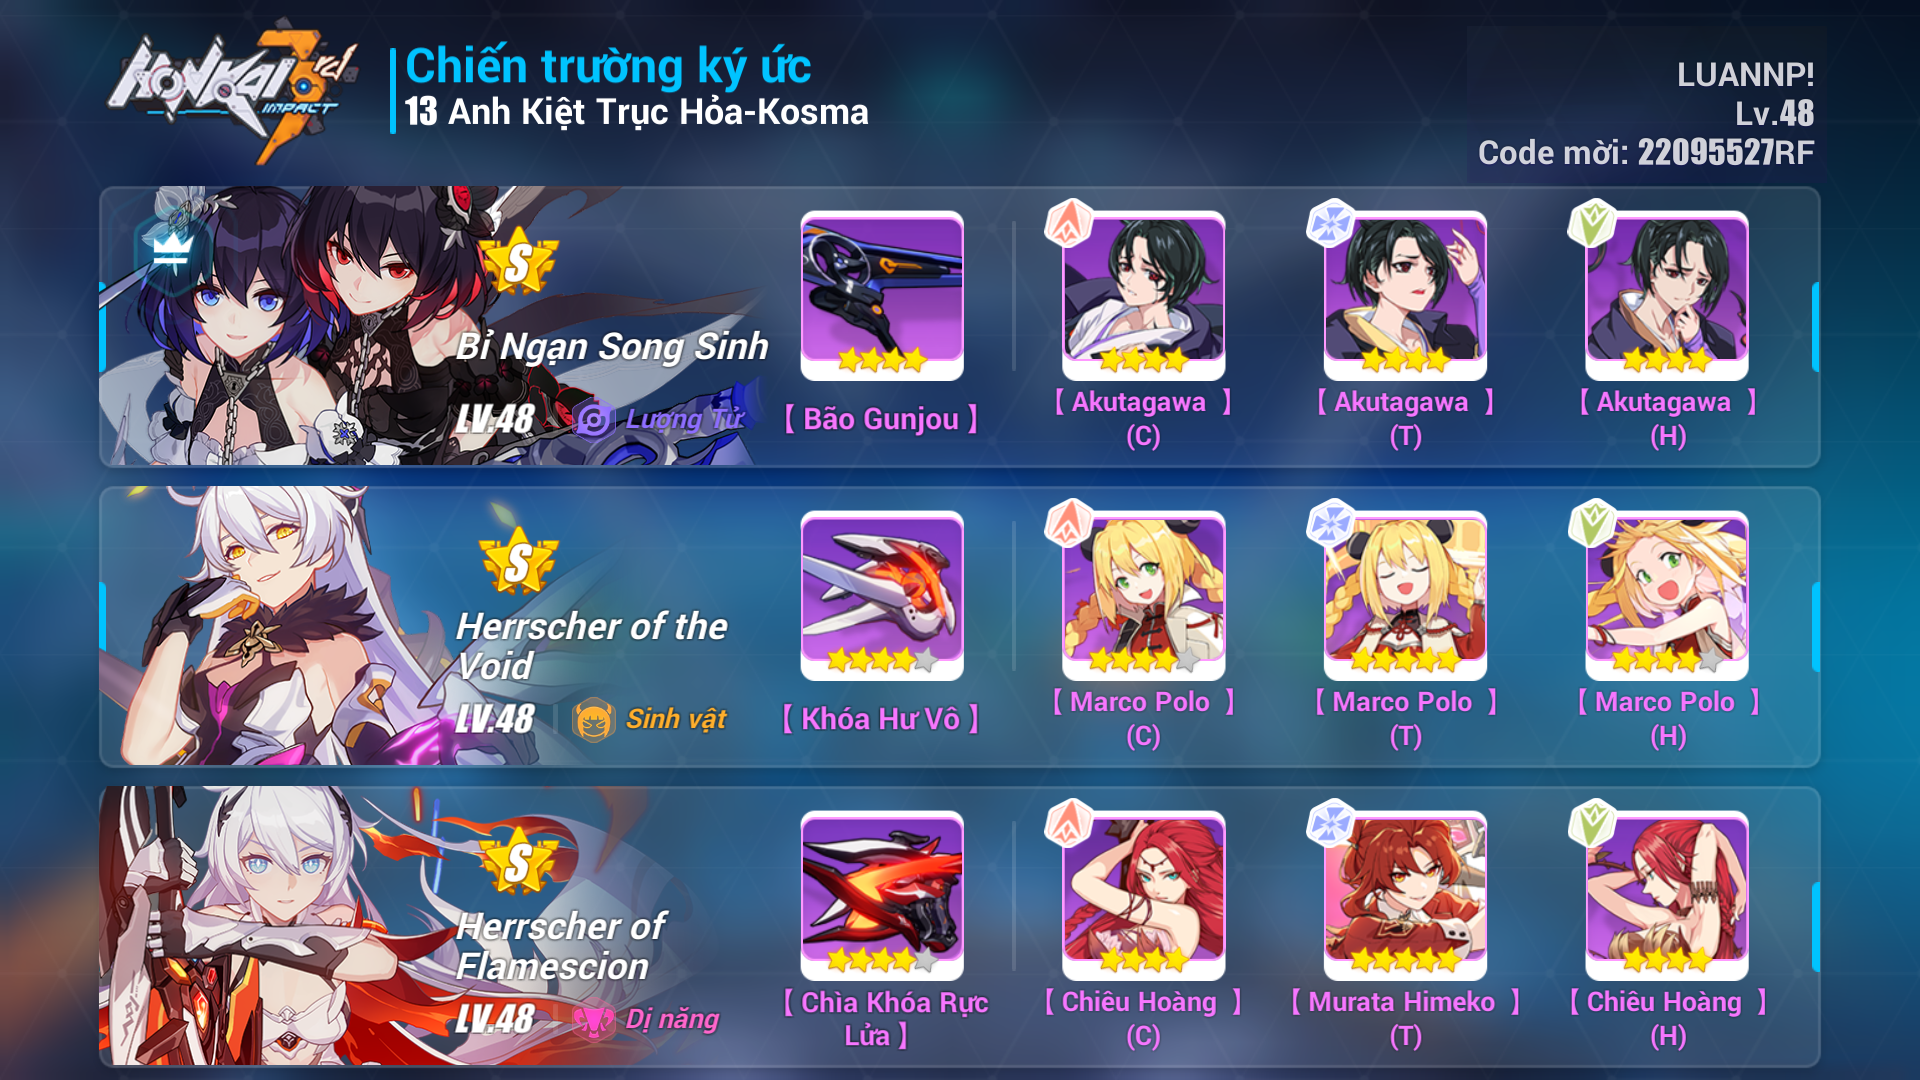 HONKAI 3rd
IMPACT
Chiến trường ký ức
13 Anh Kiệt Trục Hỏa-Kosma
LUANNP!
Lv.48
Code mời: 22095527RF
S
Bỉ Ngạn Song Sinh
LV.48
Lượng Tử
【 Bão Gunjou 】
【 Akutagawa 】
(C)
【 Akutagawa 】
(T)
【 Akutagawa 】
(H)
S
Herrscher of the
Void
LV.48
Sinh vật
【 Khóa Hư Vô 】
【 Marco Polo 】
(C)
【 Marco Polo 】
(T)
【 Marco Polo 】
(H)
S
Herrscher of
Flamescion
LV.48
Dị năng
【 Chìa Khóa Rực
Lửa 】
【 Chiêu Hoàng 】
(C)
【 Murata Himeko 】
(T)
【 Chiêu Hoàng 】
(H)